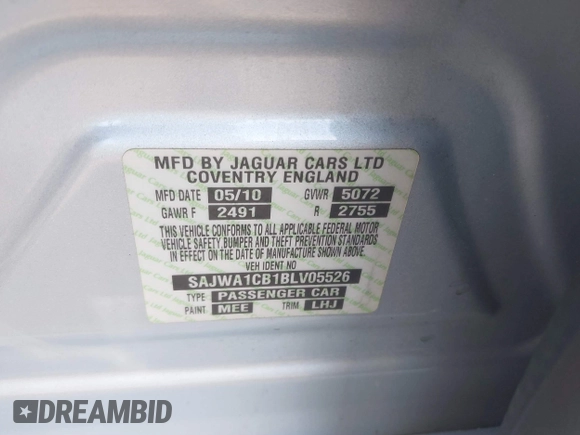 MFD BY JAGUAR CARS LTD
COVENTRY ENGLAND
MFD DATE 05/10 GVWR 5072
GAWR F 2491 R 2755
THIS VEHICLE CONFORMS TO ALL APPLICABLE FEDERAL MOTOR
VEHICLE SAFETY, BUMPER AND THEFT PREVENTION STANDARDS
IN EFFECT ON THE DATE OF MANUFACTURE SHOWN ABOVE.
VEH IDENT NO
SAJWA1CB1BLV05526
TYPE PASSENGER CAR
PAINT MEE TRIM LHJ
DREAMBID